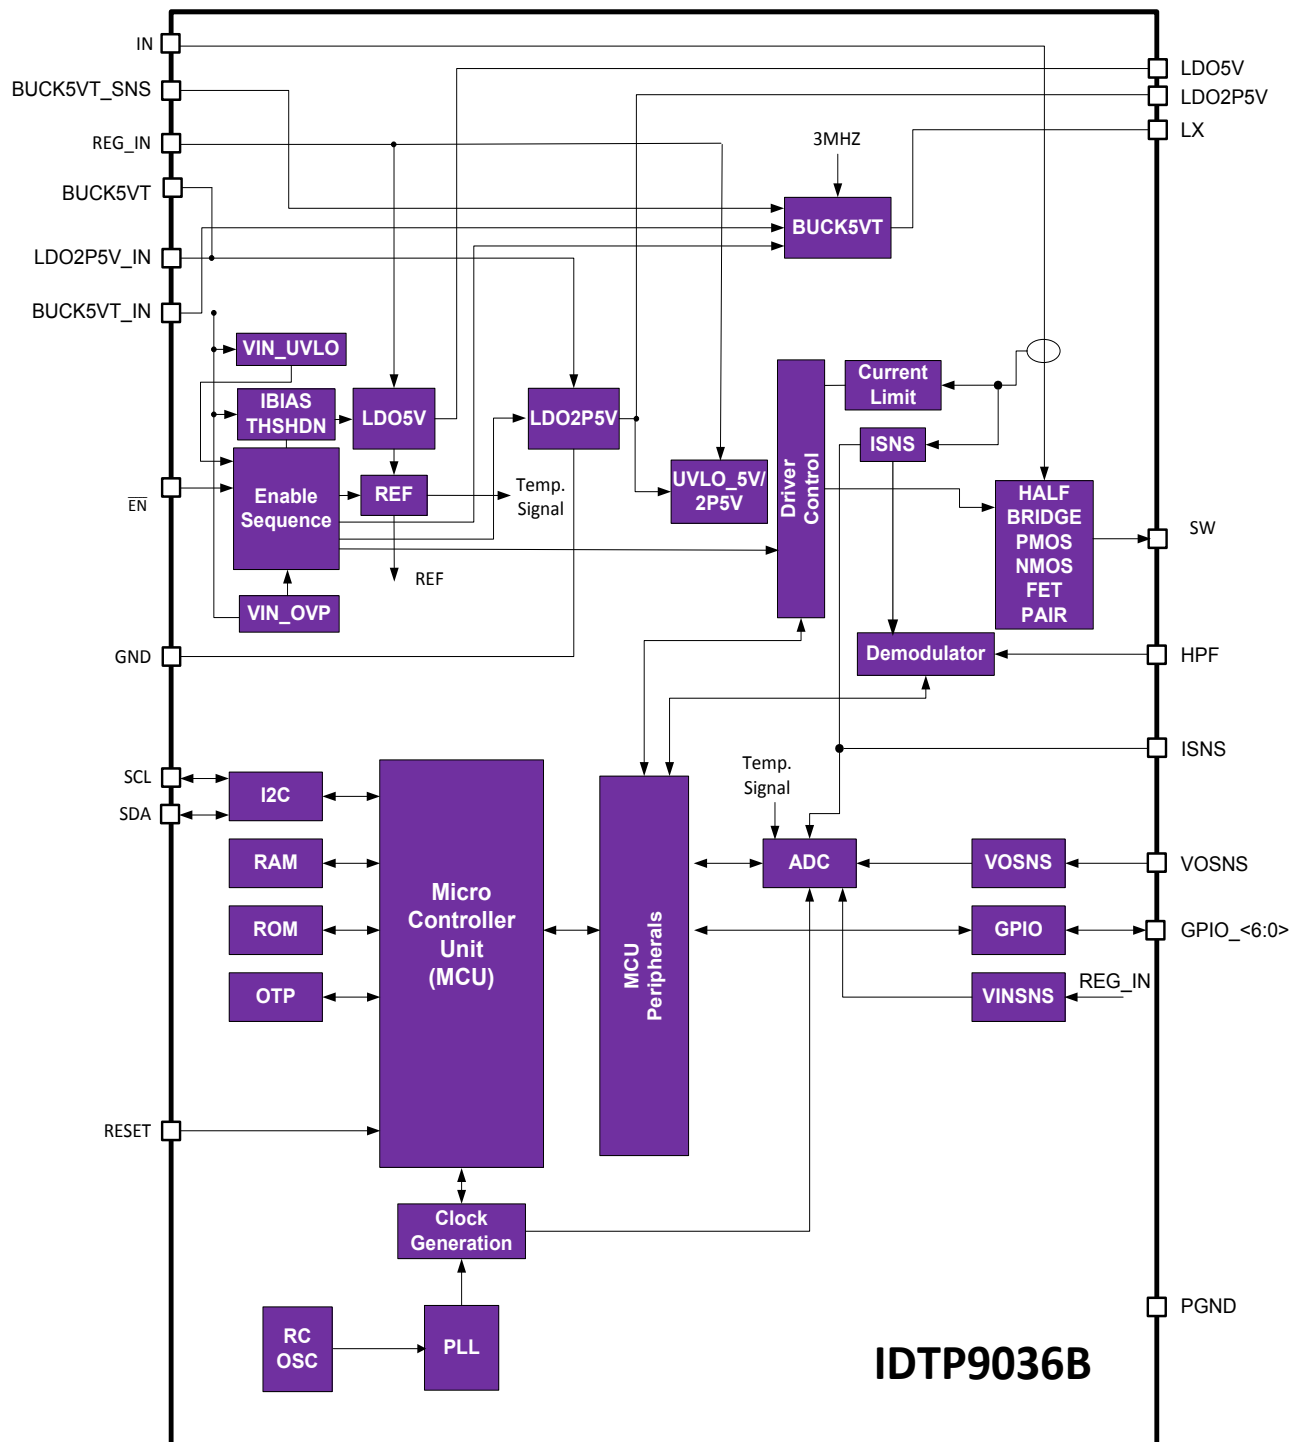 IN
BUCK5VT_SNS
REG_IN
BUCK5VT
LDO2P5V_IN
BUCK5VT_IN
EN
GND
SCL
SDA
RESET
LDO5V
LDO2P5V
LX
SW
HPF
ISNS
VOSNS
GPIO_<6:0>
REG_IN
PGND
3MHZ
BUCK5VT
VIN_UVLO
IBIAS
THSHDN
LDO5V
LDO2P5V
Enable
Sequence
REF
Temp.
Signal
REF
VIN_OVP
UVLO_5V/
2P5V
Driver
Control
Current
Limit
ISNS
HALF
BRIDGE
PMOS
NMOS
FET
PAIR
Demodulator
I2C
RAM
ROM
OTP
Micro
Controller
Unit
(MCU)
MCU
Peripherals
Temp.
Signal
ADC
VOSNS
GPIO
VINSNS
Clock
Generation
RC
OSC
PLL
IDTP9036B